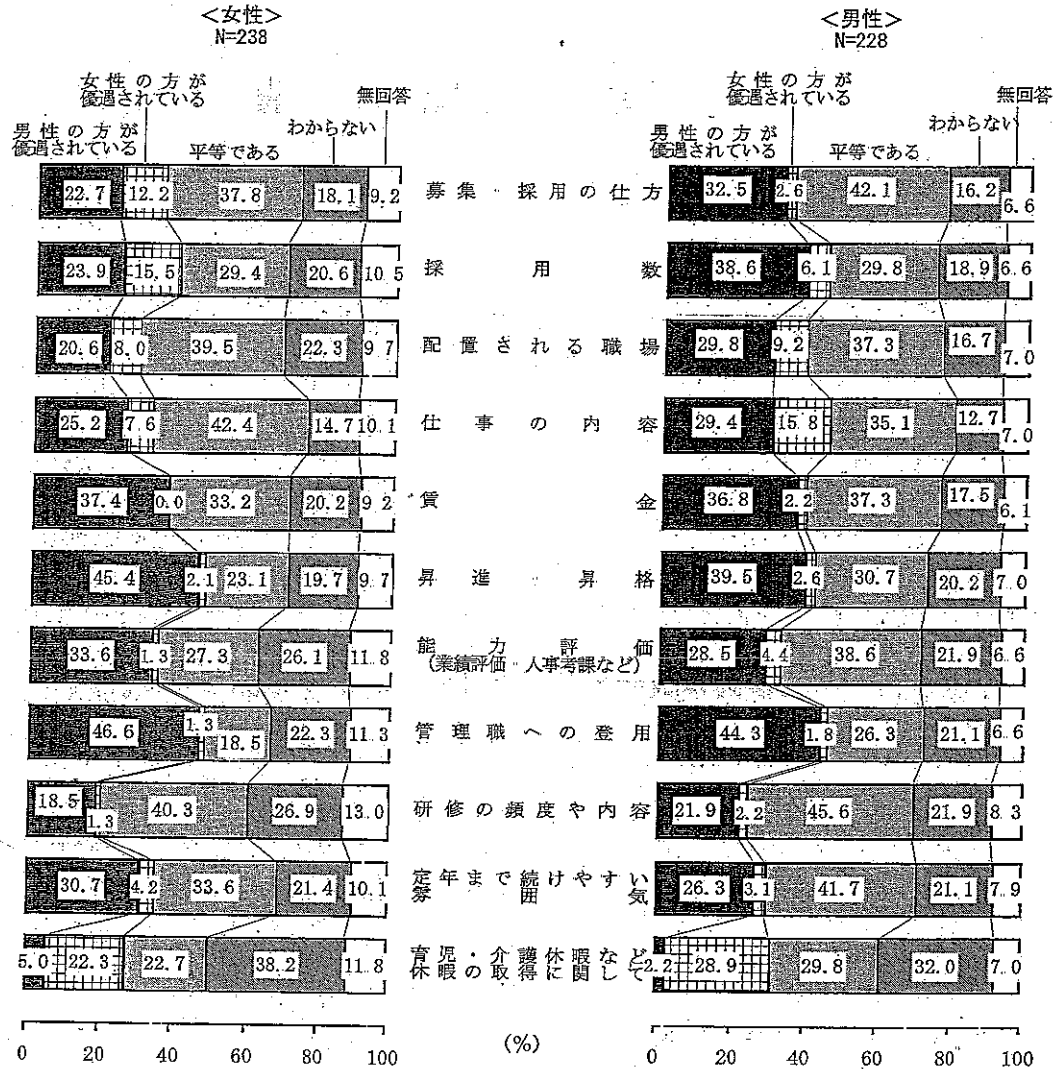 ＜女性＞
N=238
＜男性＞
N=228
女性の方が
優遇されている
無回答
男性の方が
優遇されている
平等である
わからない
女性の方が
優遇されている
無回答
男性の方が
優遇されている
平等である
わからない
22.7 12.2 37.8 18.1 9.2 募集・採用の仕方 32.5 2.6 42.1 16.2 6.6
23.9 15.5 29.4 20.6 10.5 採用数 38.6 6.1 29.8 18.9 6.6
20.6 8.0 39.5 22.3 9.7 配置される職場 29.8 9.2 37.3 16.7 7.0
25.2 7.6 42.4 14.7 10.1 仕事の内容 29.4 15.8 35.1 12.7 7.0
37.4 0.0 33.2 20.2 9.2 賃金 36.8 2.2 37.3 17.5 6.1
45.4 2.1 23.1 19.7 9.7 昇進・昇格 39.5 2.6 30.7 20.2 7.0
33.6 1.3 27.3 26.1 11.8 能力評価 28.5 4.4 38.6 21.9 6.6
(業績評価・人事考課など)
46.6 1.3 18.5 22.3 11.3 管理職への登用 44.3 1.8 26.3 21.1 6.6
18.5 1.3 40.3 26.9 13.0 研修の頻度や内容 21.9 2.2 45.6 21.9 8.3
30.7 4.2 33.6 21.4 10.1 定年まで続けやすい雰囲気 26.3 3.1 41.7 21.1 7.9
5.0 22.3 22.7 38.2 11.8 育児・介護休暇など
休暇の取得に関して 2.2 28.9 29.8 32.0 7.0
0 20 40 60 80 100 (%) 0 20 40 60 80 100